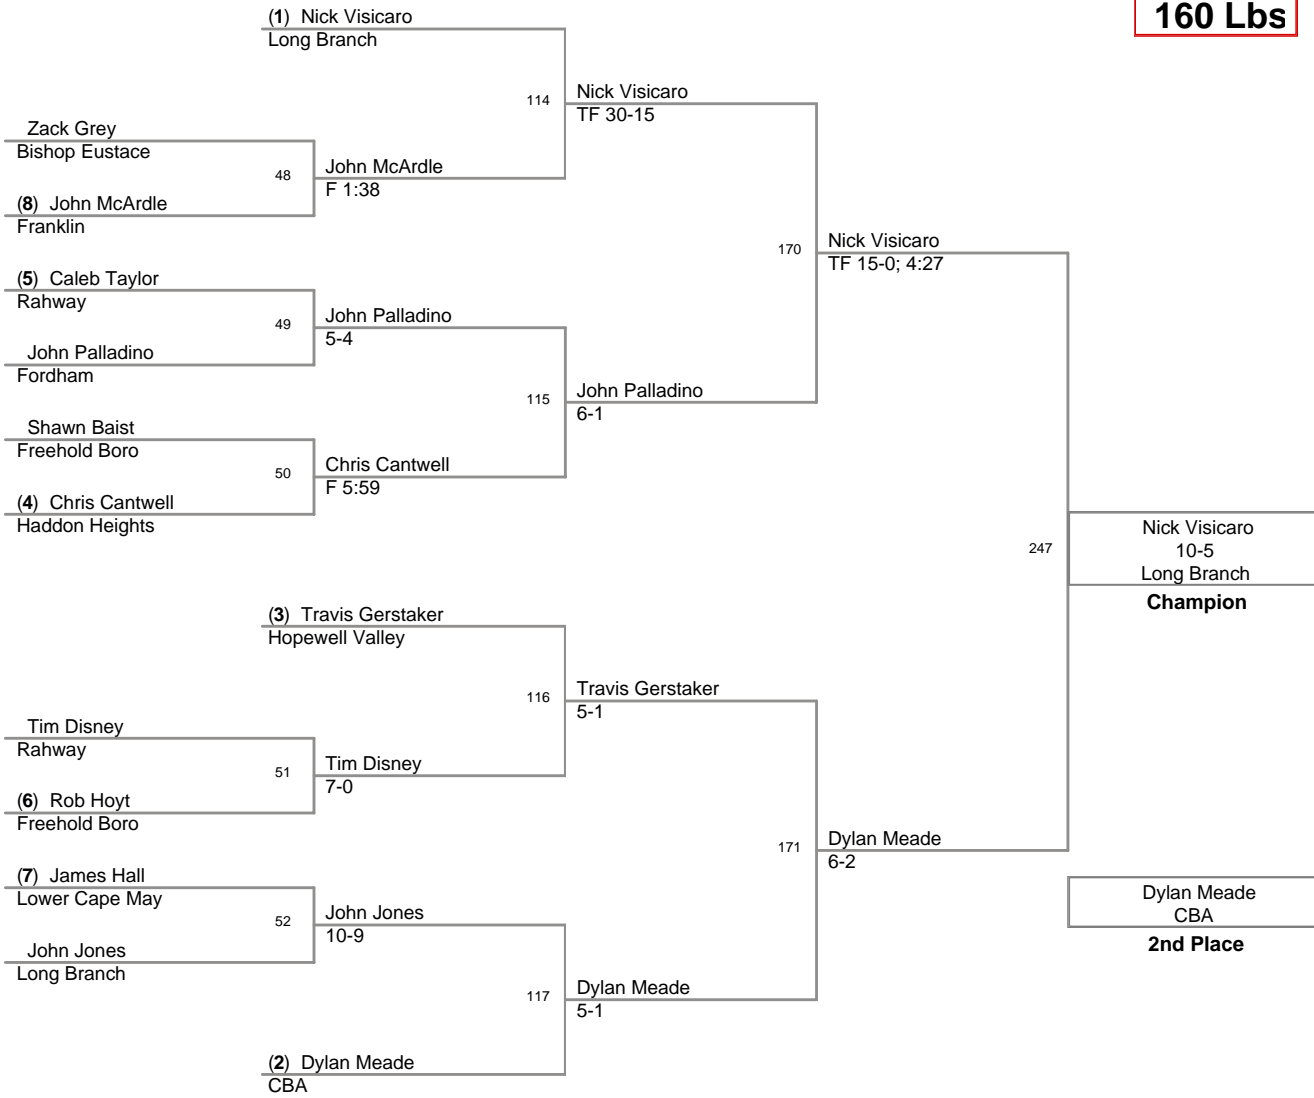 160 Lbs
(1) Nick Visicaro
Long Branch
114
Nick Visicaro
TF 30-15
Zack Grey
Bishop Eustace
48
John McArdle
F 1:38
(8) John McArdle
Franklin
170
Nick Visicaro
TF 15-0; 4:27
(5) Caleb Taylor
Rahway
49
John Palladino
5-4
John Palladino
Fordham
115
John Palladino
6-1
Shawn Baist
Freehold Boro
50
Chris Cantwell
F 5:59
(4) Chris Cantwell
Haddon Heights
247
Nick Visicaro
10-5
Long Branch
Champion
(3) Travis Gerstaker
Hopewell Valley
116
Travis Gerstaker
5-1
Tim Disney
Rahway
51
Tim Disney
7-0
(6) Rob Hoyt
Freehold Boro
171
Dylan Meade
6-2
(7) James Hall
Lower Cape May
52
John Jones
10-9
John Jones
Long Branch
Dylan Meade
CBA
2nd Place
117
Dylan Meade
5-1
(2) Dylan Meade
CBA